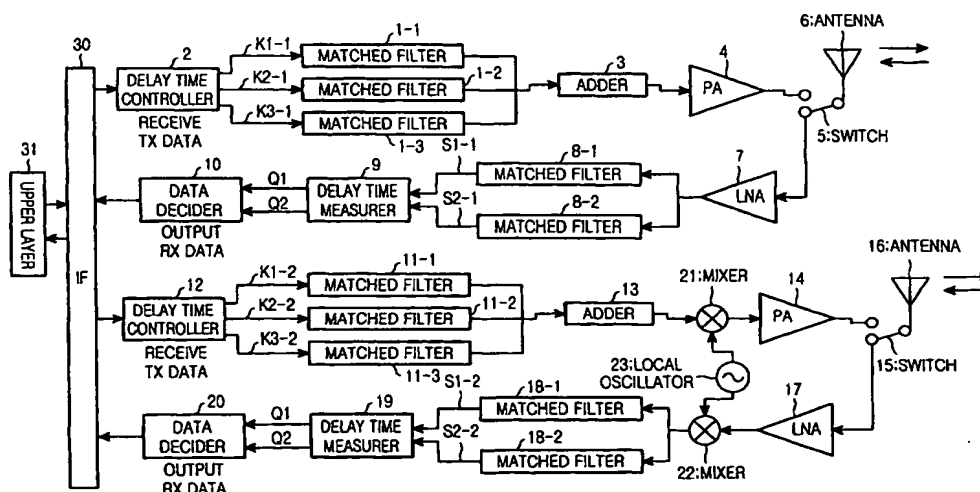 30
2
K1-1
1-1
MATCHED FILTER
DELAY TIME
CONTROLLER
K2-1
MATCHED FILTER
1-2
K3-1
MATCHED FILTER
1-3
RECEIVE
TX DATA
3
ADDER
4
PA
6:ANTENNA
5:SWITCH
31
UPPER LAYER
IF
10
DATA
DECIDER
OUTPUT
RX DATA
Q1
Q2
9
DELAY TIME
MEASURER
S1-1
S2-1
8-1
MATCHED FILTER
8-2
MATCHED FILTER
7
LNA
12
DELAY TIME
CONTROLLER
RECEIVE
TX DATA
K1-2
K2-2
K3-2
11-1
MATCHED FILTER
11-2
MATCHED FILTER
MATCHED FILTER
11-3
13
ADDER
21:MIXER
14
PA
16:ANTENNA
15:SWITCH
23:LOCAL
OSCILLATOR
20
DATA
DECIDER
OUTPUT
RX DATA
Q1
Q2
19
DELAY TIME
MEASURER
S1-2
S2-2
18-1
MATCHED FILTER
18-2
MATCHED FILTER
22:MIXER
17
LNA